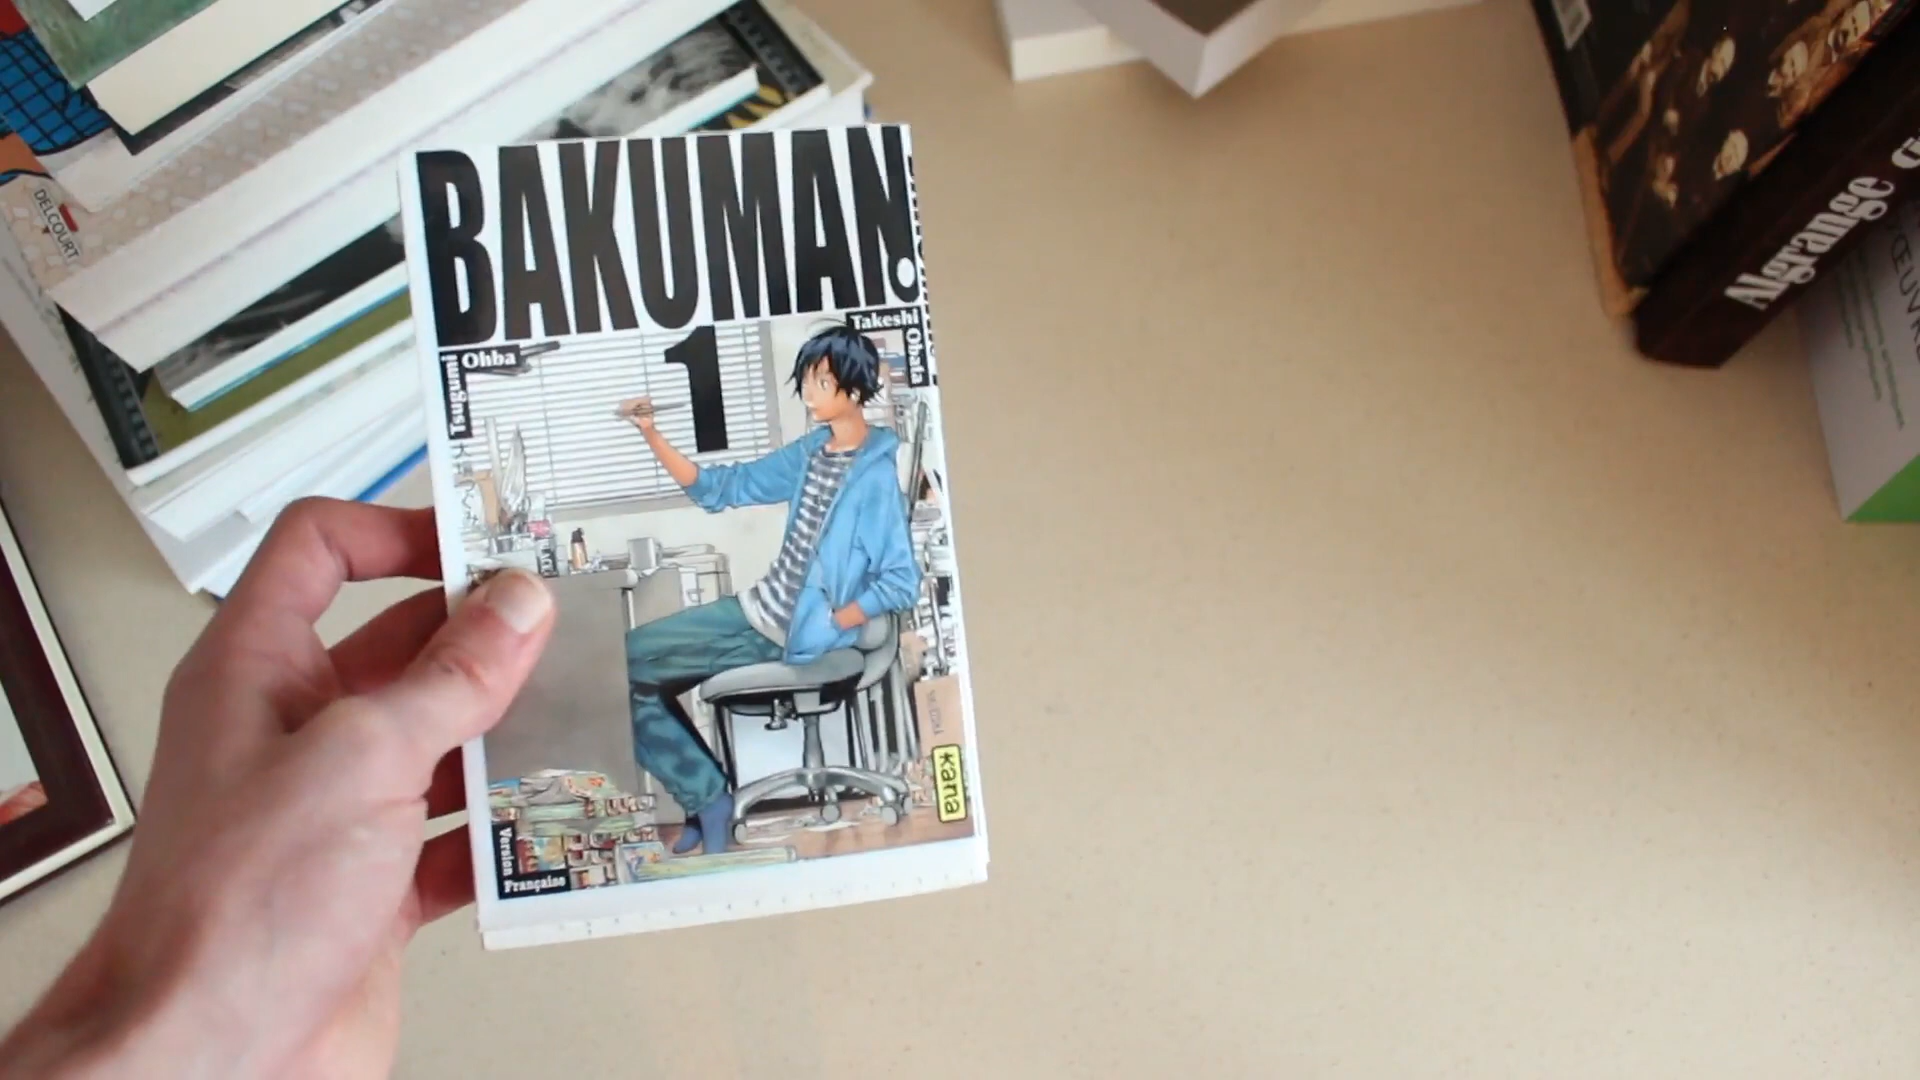 BAKUMAN.
1
Tsugumi
Ohba
Takeshi
Obata
kana
Version
Française
DELCOURT
Algrange